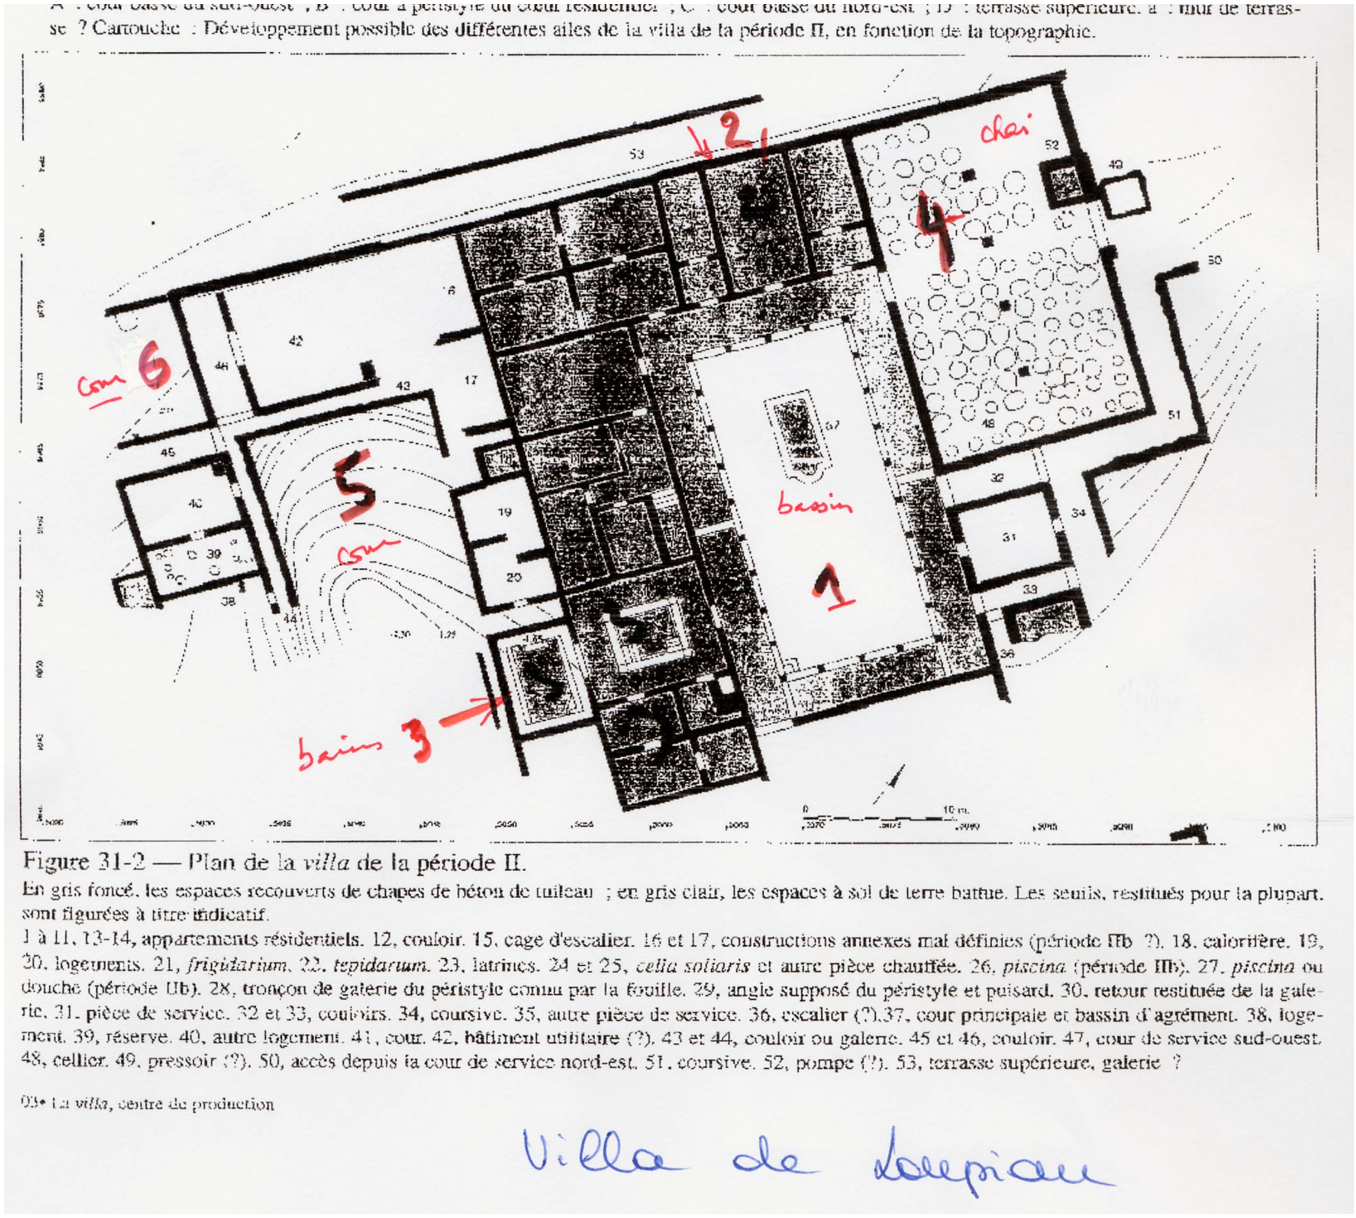 A : cour basse du sud-ouest ; B : cour à péristyle du cœur résidentiel ; C : cour basse du nord-est ; D : terrasse supérieure. a : mur de terras-
se ? Cartouche : Développement possible des différentes ailes de la villa de la période II, en fonction de la topographie.
53
2
chai
52
49
4
50
16
42
cour 6
46
43
17
45
5
cour
40
39
38
44
19
20
bassin
1
48
51
32
31
34
33
36
bains 3
0
10 m.
Figure 31-2 — Plan de la villa de la période II.
En gris foncé, les espaces recouverts de chapes de béton de tuileau ; en gris clair, les espaces à sol de terre battue. Les seuils, restitués pour la plupart,
sont figurées à titre indicatif.
1 à 11, 13-14, appartements résidentiels. 12, couloir. 15, cage d'escalier. 16 et 17, constructions annexes mal définies (période IIb ?). 18, calorifère. 19,
20, logements. 21, frigidarium. 22, tepidarium. 23, latrines. 24 et 25, cella soliaris et autre pièce chauffée. 26, piscina (période IIb). 27, piscina ou
douche (période IIb). 28, tronçon de galerie du péristyle connu par la fouille. 29, angle supposé du péristyle et puisard. 30, retour restituée de la gale-
rie. 31, pièce de service. 32 et 33, couloirs. 34, coursive. 35, autre pièce de service. 36, escalier (?).37, cour principale et bassin d'agrément. 38, loge-
ment. 39, réserve. 40, autre logement. 41, cour. 42, bâtiment utilitaire (?). 43 et 44, couloir ou galerie. 45 et 46, couloir. 47, cour de service sud-ouest.
48, cellier. 49, pressoir (?). 50, accès depuis la cour de service nord-est. 51, coursive. 52, pompe (?). 53, terrasse supérieure, galerie ?
03• La villa, centre de production
Villa de Loupian